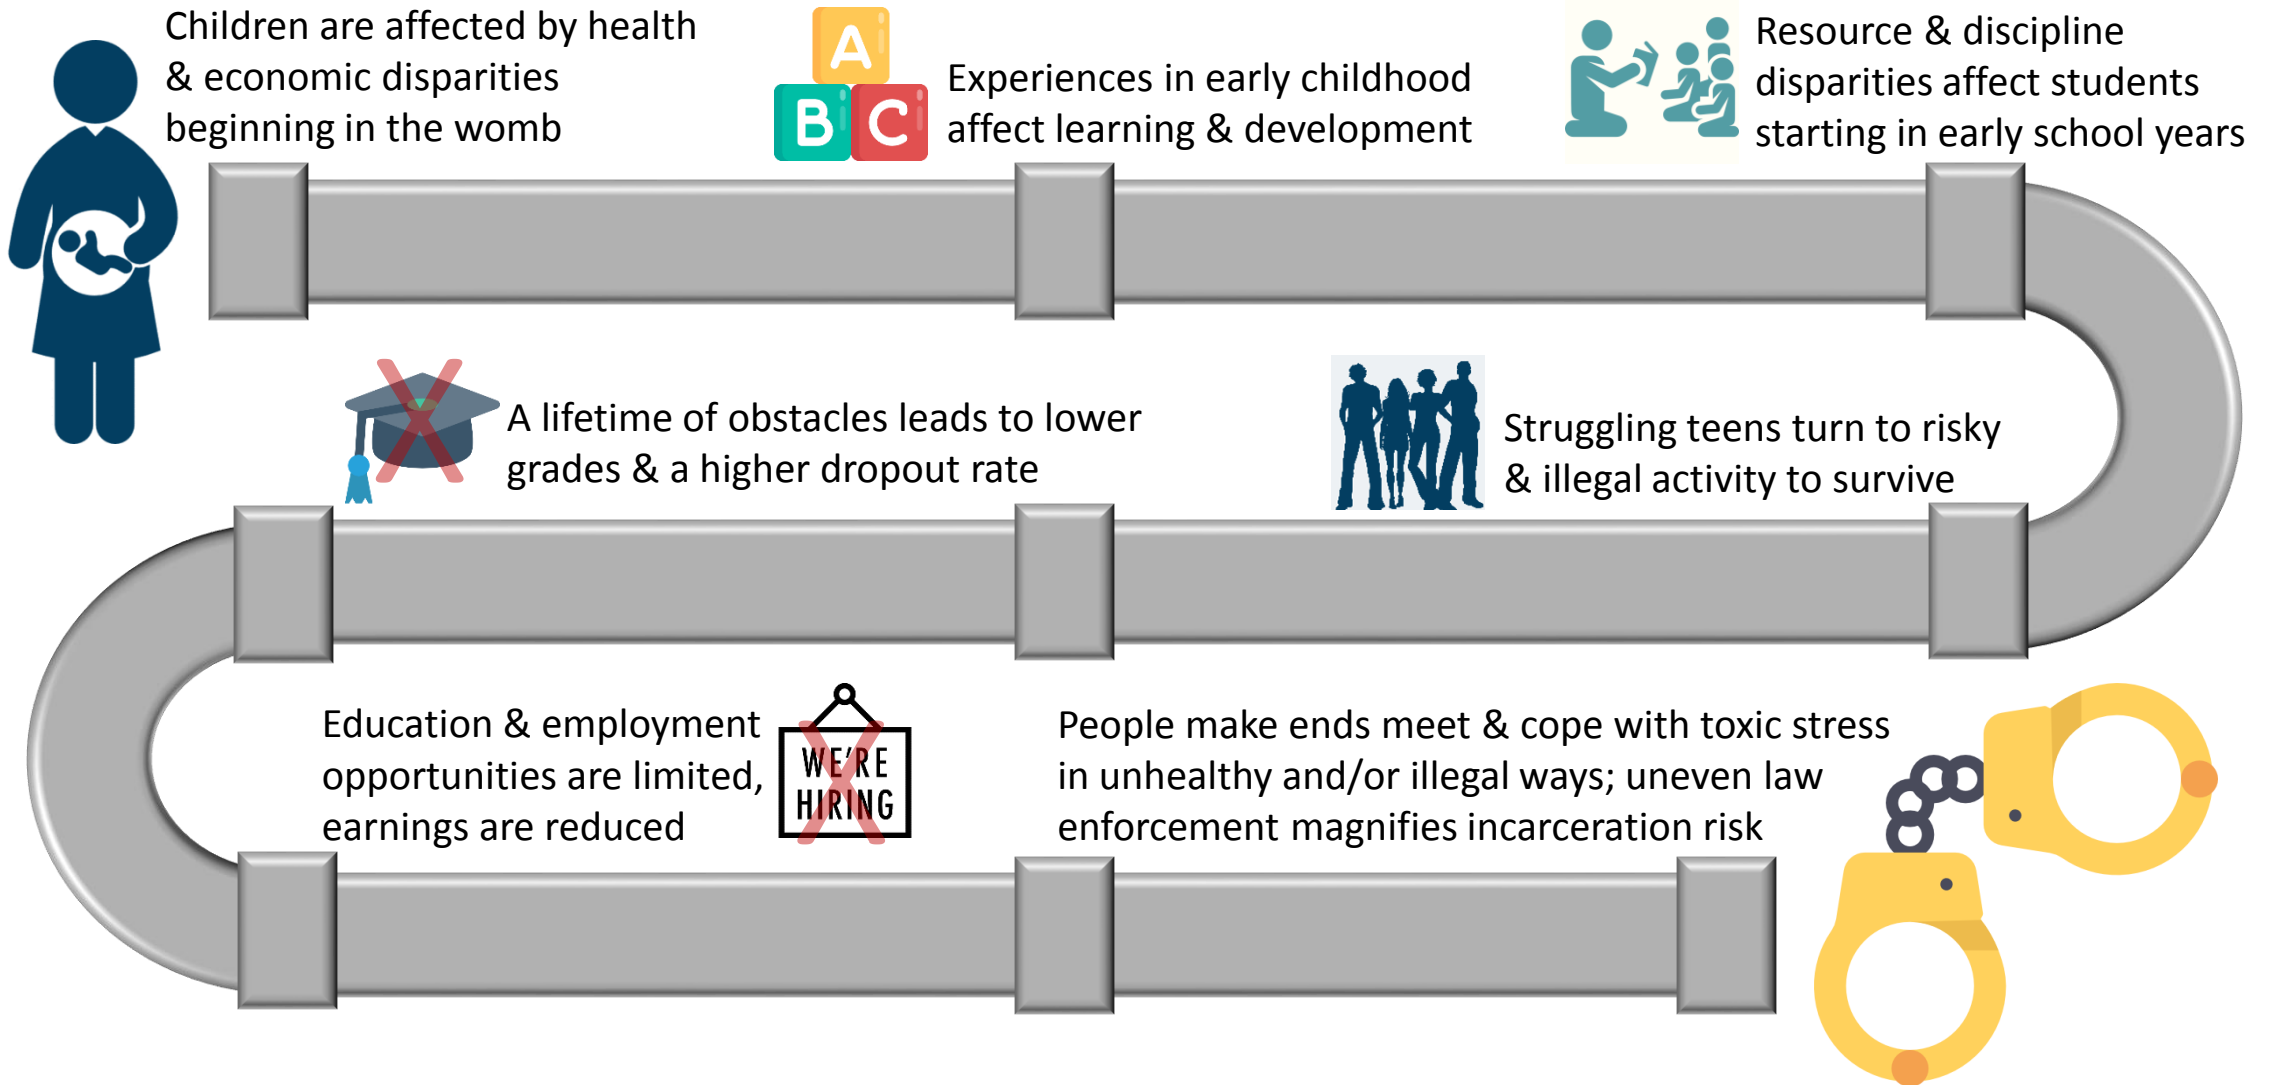 Children are affected by health
& economic disparities
beginning in the womb
A
B C
Experiences in early childhood
affect learning & development
Resource & discipline
disparities affect students
starting in early school years
Struggling teens turn to risky
& illegal activity to survive
A lifetime of obstacles leads to lower
grades & a higher dropout rate
Education & employment
opportunities are limited,
earnings are reduced
WE'RE
HIRING
People make ends meet & cope with toxic stress
in unhealthy and/or illegal ways; uneven law
enforcement magnifies incarceration risk